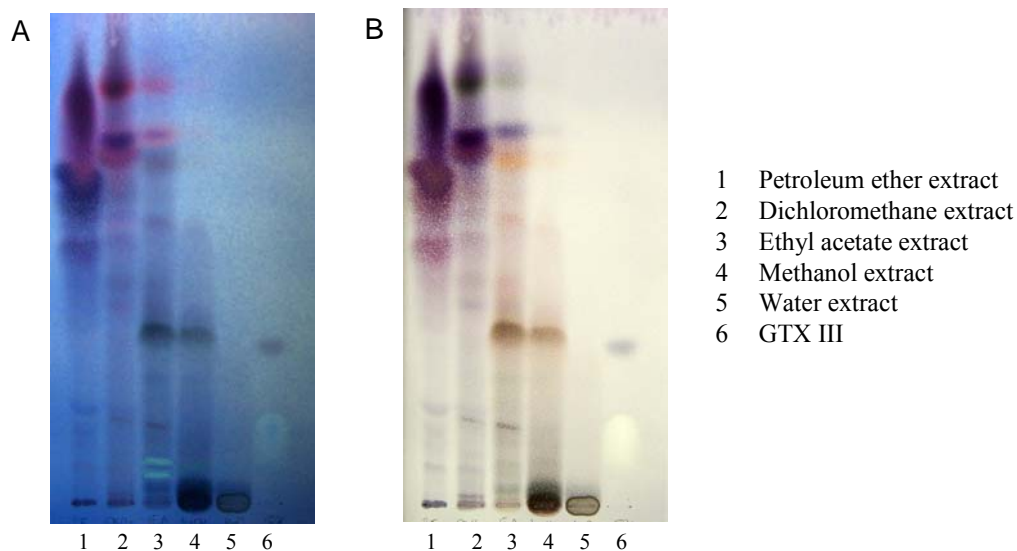 A
B
1 Petroleum ether extract
2 Dichloromethane extract
3 Ethyl acetate extract
4 Methanol extract
5 Water extract
6 GTX III
1 2 3 4 5 6
1 2 3 4 5 6